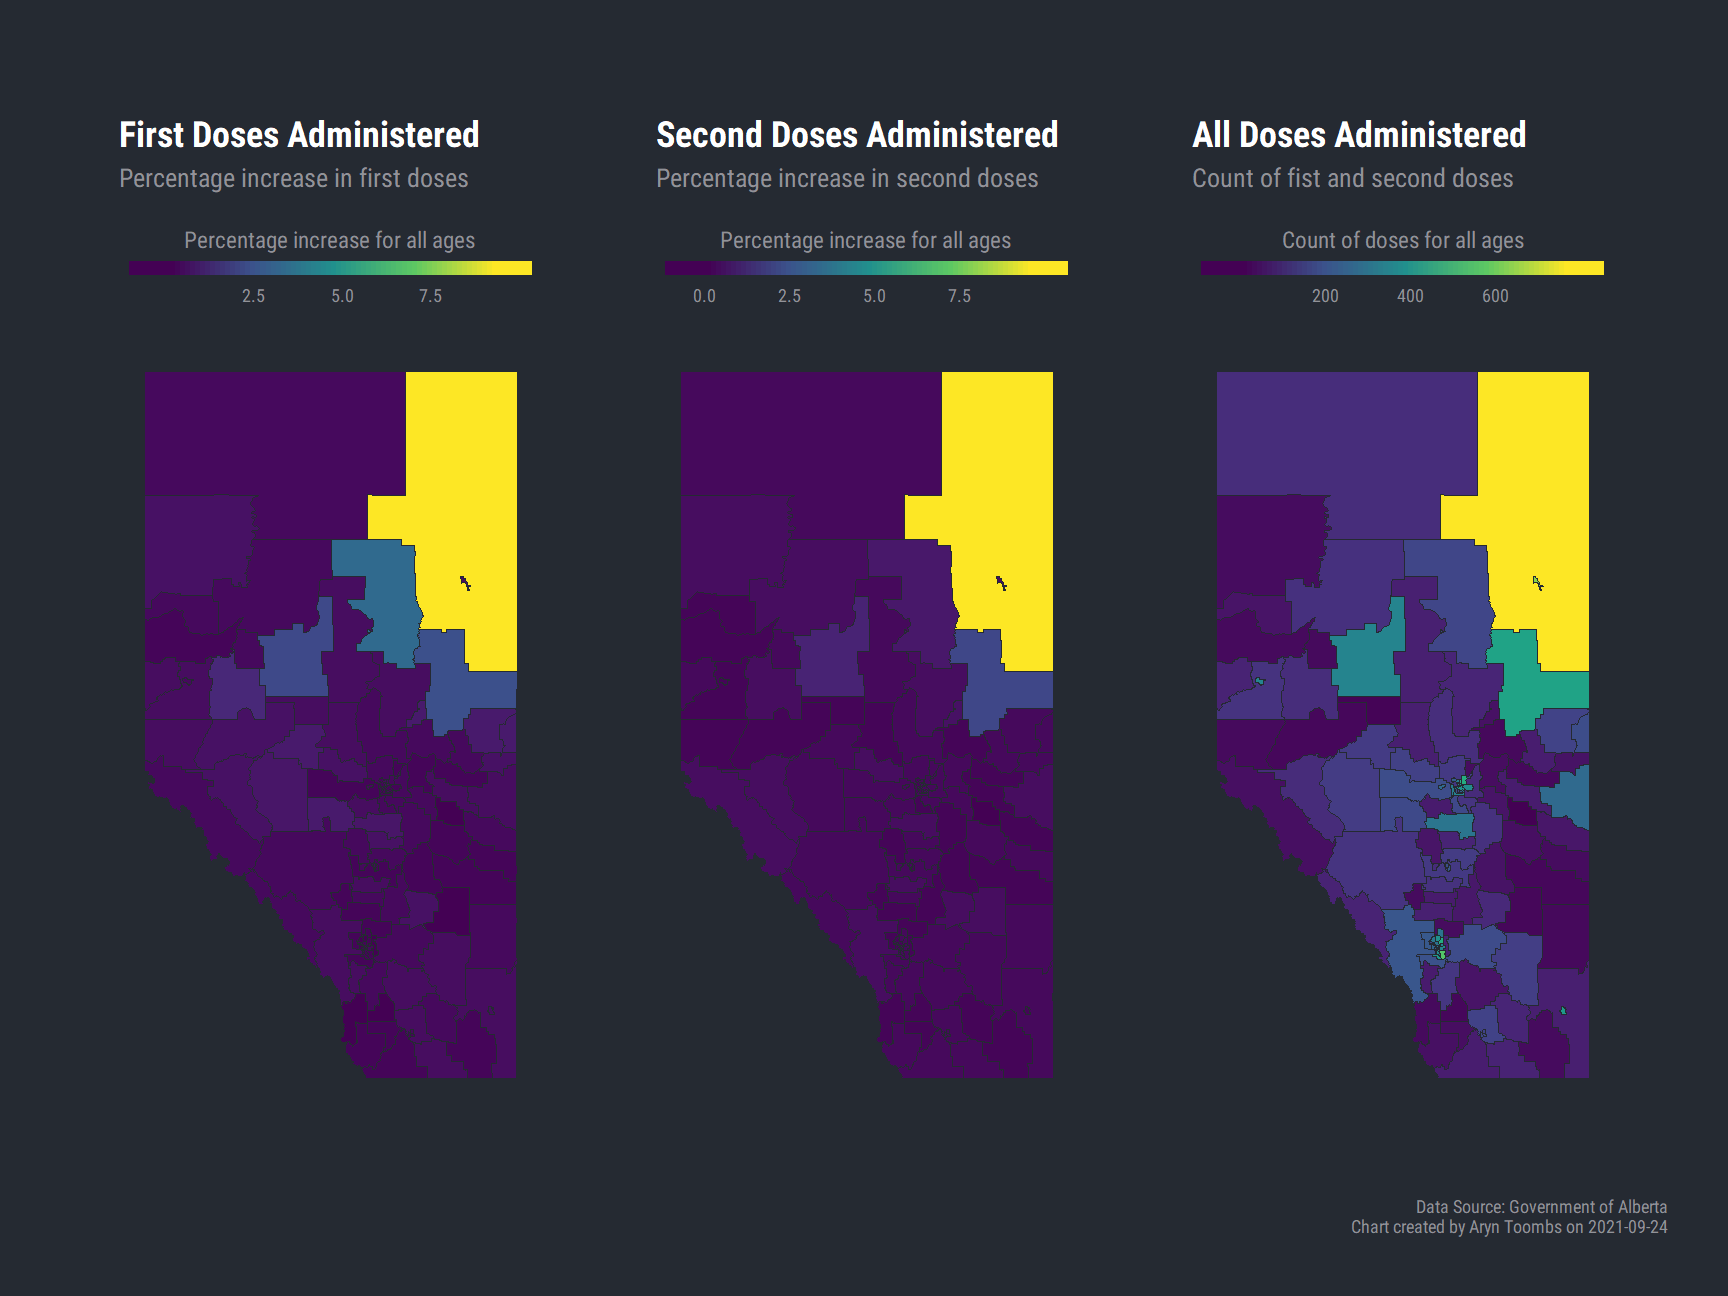 First Doses Administered
Percentage increase in first doses
Percentage increase for all ages
2.5 5.0 7.5
Second Doses Administered
Percentage increase in second doses
Percentage increase for all ages
0.0 2.5 5.0 7.5
All Doses Administered
Count of fist and second doses
Count of doses for all ages
200 400 600
Data Source: Government of Alberta
Chart created by Aryn Toombs on 2021-09-24